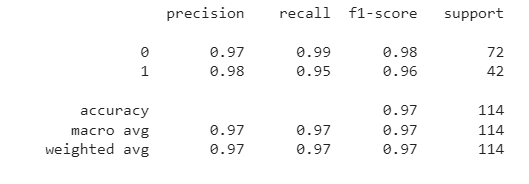 precision recall f1-score support
0 0.97 0.99 0.98 72
1 0.98 0.95 0.96 42
accuracy 0.97 114
macro avg 0.97 0.97 0.97 114
weighted avg 0.97 0.97 0.97 114